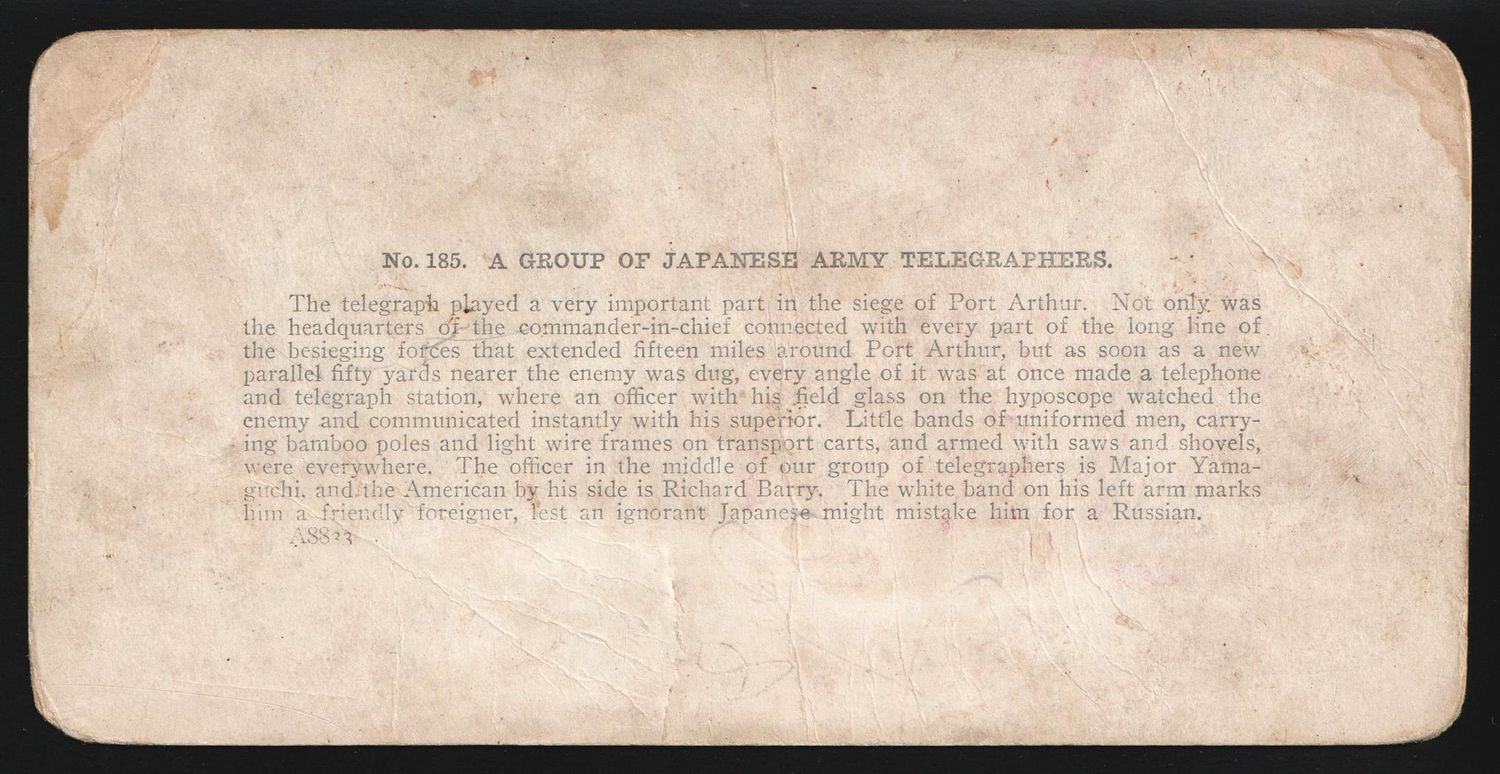 No. 185. A GROUP OF JAPANESE ARMY TELEGRAPHERS.
The telegraph played a very important part in the siege of Port Arthur. Not only was
the headquarters of the commander-in-chief connected with every part of the long line of
the besieging forces that extended fifteen miles around Port Arthur, but as soon as a new
parallel fifty yards nearer the enemy was dug, every angle of it was at once made a telephone
and telegraph station, where an officer with his field glass on the hyposcope watched the
enemy and communicated instantly with his superior. Little bands of uniformed men, carry-
ing bamboo poles and light wire frames on transport carts, and armed with saws and shovels,
were everywhere. The officer in the middle of our group of telegraphers is Major Yama-
guchi, and the American by his side is Richard Barry. The white band on his left arm marks
him a friendly foreigner, lest an ignorant Japanese might mistake him for a Russian.
A8823